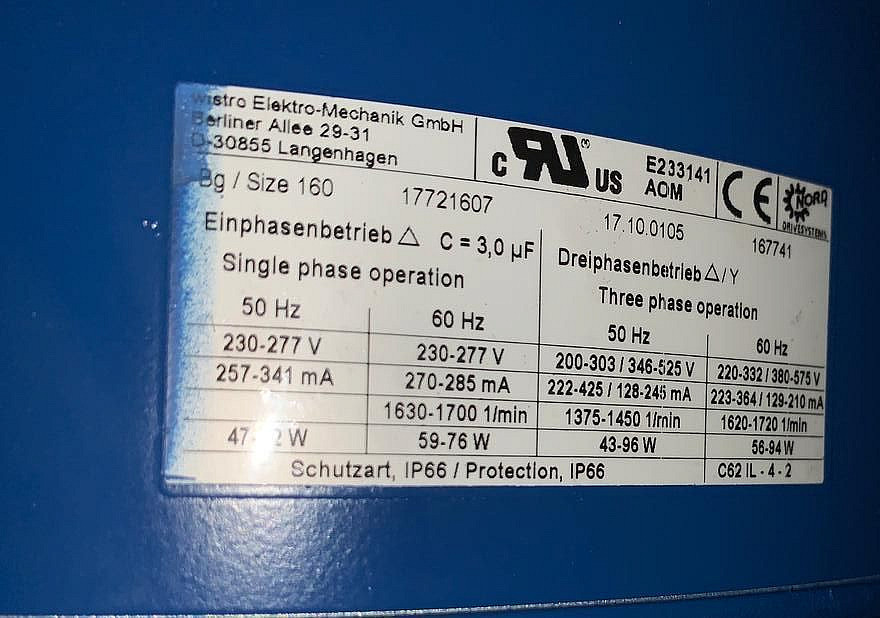 wistro Elektro-Mechanik GmbH
Berliner Allee 29-31
D-30855 Langenhagen
C RU US
E233141
AOM
CE
NORD
DRIVESYSTEMS
Bg / Size 160 17721607 17.10.0105 167741
Einphasenbetrieb △ C = 3,0 µF
Single phase operation
Dreiphasenbetrieb △/Y
Three phase operation
50 Hz 60 Hz 50 Hz 60 Hz
230-277 V 230-277 V 200-303 / 346-525 V 220-332 / 380-575 V
257-341 mA 270-285 mA 222-425 / 128-245 mA 223-364 / 129-210 mA
1630-1700 1/min 1375-1450 1/min 1620-1720 1/min
W 59-76 W 43-96 W 56-94 W
Schutzart, IP66 / Protection, IP66 C62 IL - 4 - 2